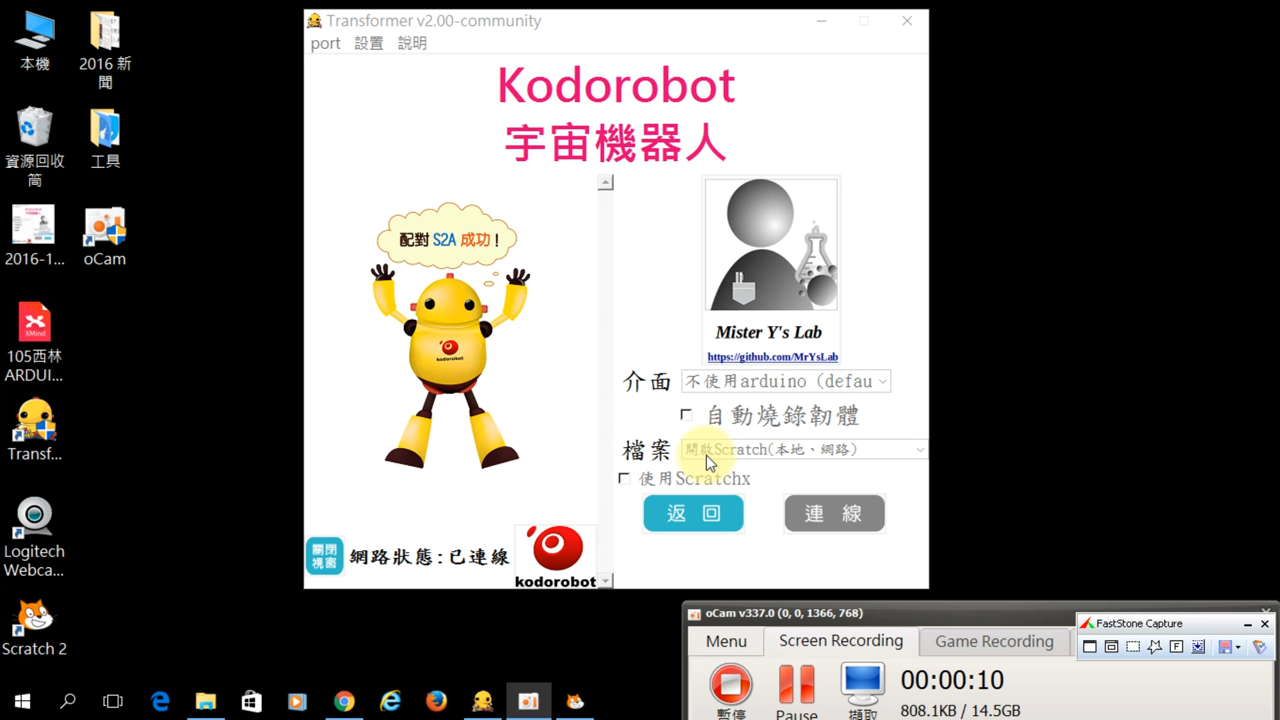 本機
2016 新
聞
資源回收
筒
工具
2016-1...
oCam
105西林
ARDUI...
Transf...
Logitech
Webca...
Scratch 2
Transformer v2.00-community
port 設置 說明
Kodorobot
宇宙機器人
配對 S2A 成功!
kodorobot
Mister Y's Lab
https://github.com/MrYsLab
介面 不使用arduino (defau
自動燒錄韌體
檔案 開啟Scratch(本地、網路)
使用Scratchx
返 回 連 線
關閉
視窗
網路狀態:已連線
kodorobot
oCam v337.0 (0, 0, 1366, 768)
Menu Screen Recording Game Recording
FastStone Capture
暫停 Pause 擷取
00:00:10
808.1KB / 14.5GB